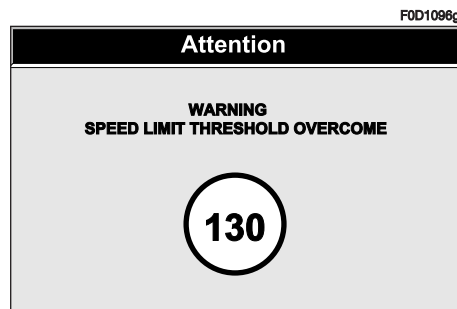 F0D1096g
Attention
WARNING
SPEED LIMIT THRESHOLD OVERCOME
130